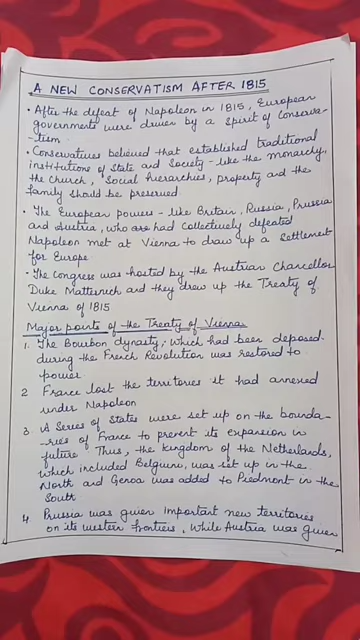 A NEW CONSERVATISM AFTER 1815
• After the defeat of Napoleon in 1815, European
governments were driven by a spirit of conserva-
-tism.
• Conservatives believed that established traditional
institutions of state and society - like the monarchy,
the church, social hierarchies, property and the
family should be preserved
• The European powers - like Britain, Russia, Prussia
and Austria, who had collectively defeated
Napoleon met at Vienna to draw up a settlement
for Europe
• The Congress was hosted by the Austrian Chancellor
Duke Matternich and they drew up the Treaty of
Vienna of 1815
Major points of the Treaty of Vienna
1. The Bourbon dynasty, which had been deposed
during the French Revolution was restored to
power
2 France lost the territories it had annexed
under Napoleon
3 A Series of States were set up on the bounda-
-ries of France to prevent its expansion in
future Thus, the kingdom of the Netherlands,
which included Belguim, was set up in the
North and Genoa was added to Piedmont in the
South
4 Prussia was given important new territories
on its western frontiers, while Austria was given